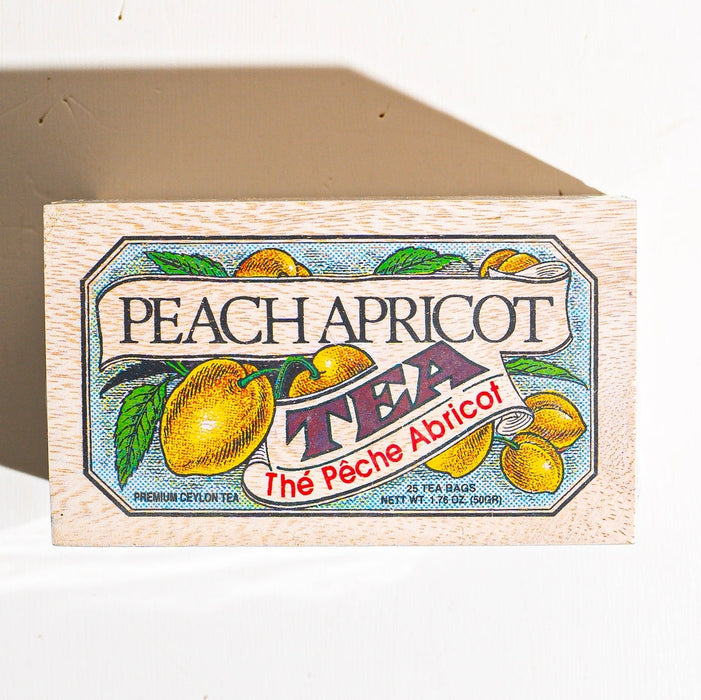 PEACH APRICOT
TEA
Thé Pêche Abricot
PREMIUM CEYLON TEA
25 TEA BAGS
NETT WT. 1.76 OZ. (50GR)